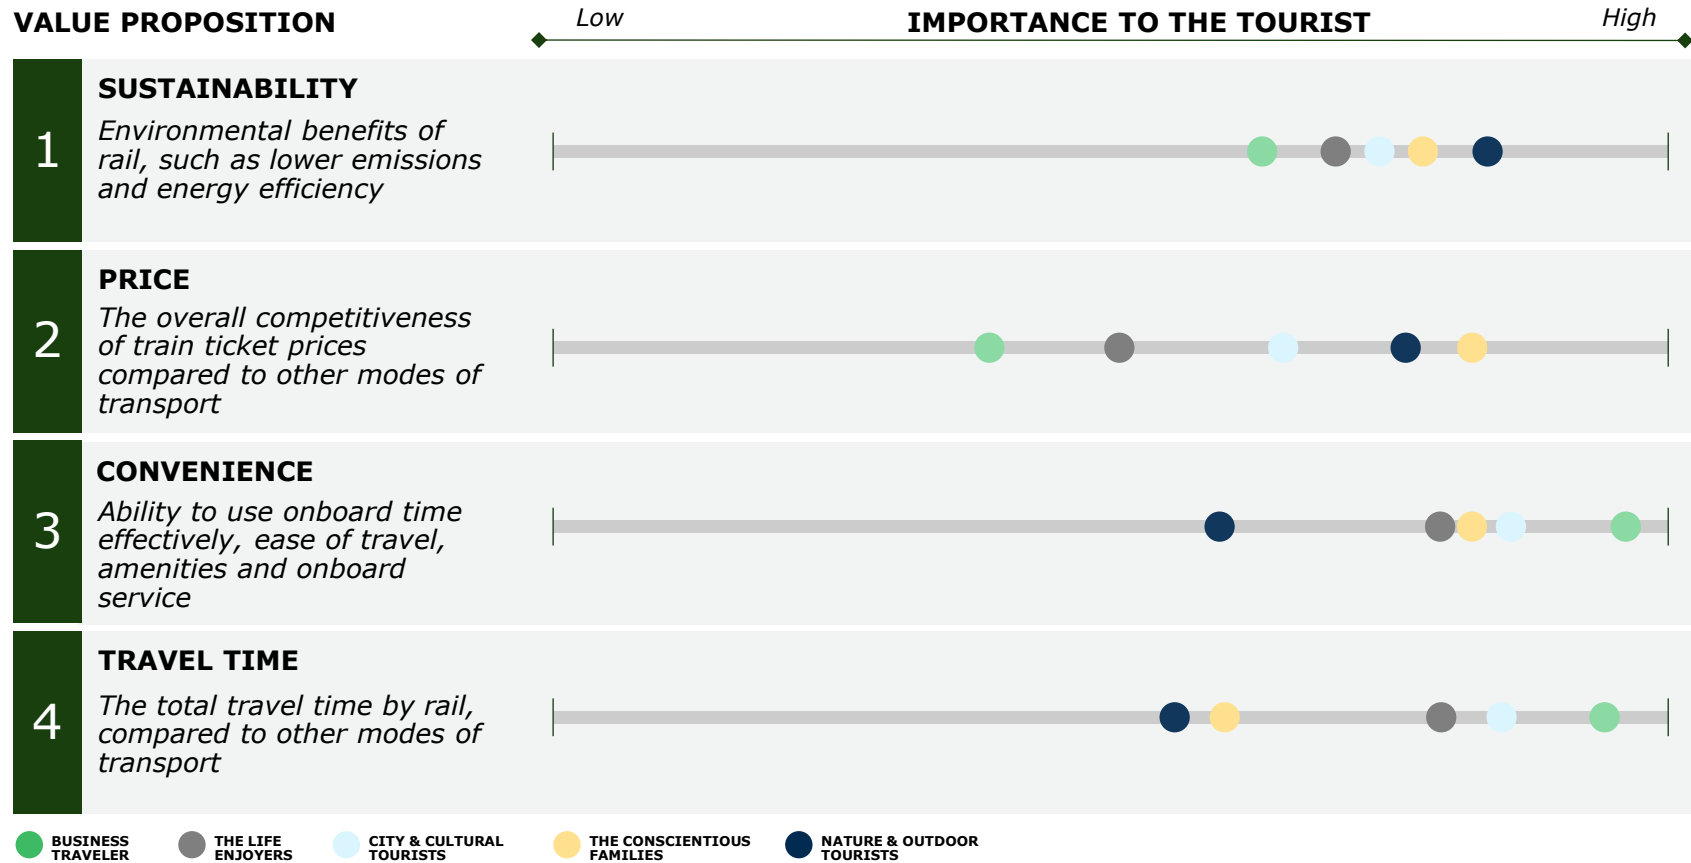 VALUE PROPOSITION
Low
IMPORTANCE TO THE TOURIST
High
1
SUSTAINABILITY
Environmental benefits of
rail, such as lower emissions
and energy efficiency
2
PRICE
The overall competitiveness
of train ticket prices
compared to other modes of
transport
3
CONVENIENCE
Ability to use onboard time
effectively, ease of travel,
amenities and onboard
service
4
TRAVEL TIME
The total travel time by rail,
compared to other modes of
transport
BUSINESS
TRAVELER
THE LIFE
ENJOYERS
CITY & CULTURAL
TOURISTS
THE CONSCIENTIOUS
FAMILIES
NATURE & OUTDOOR
TOURISTS